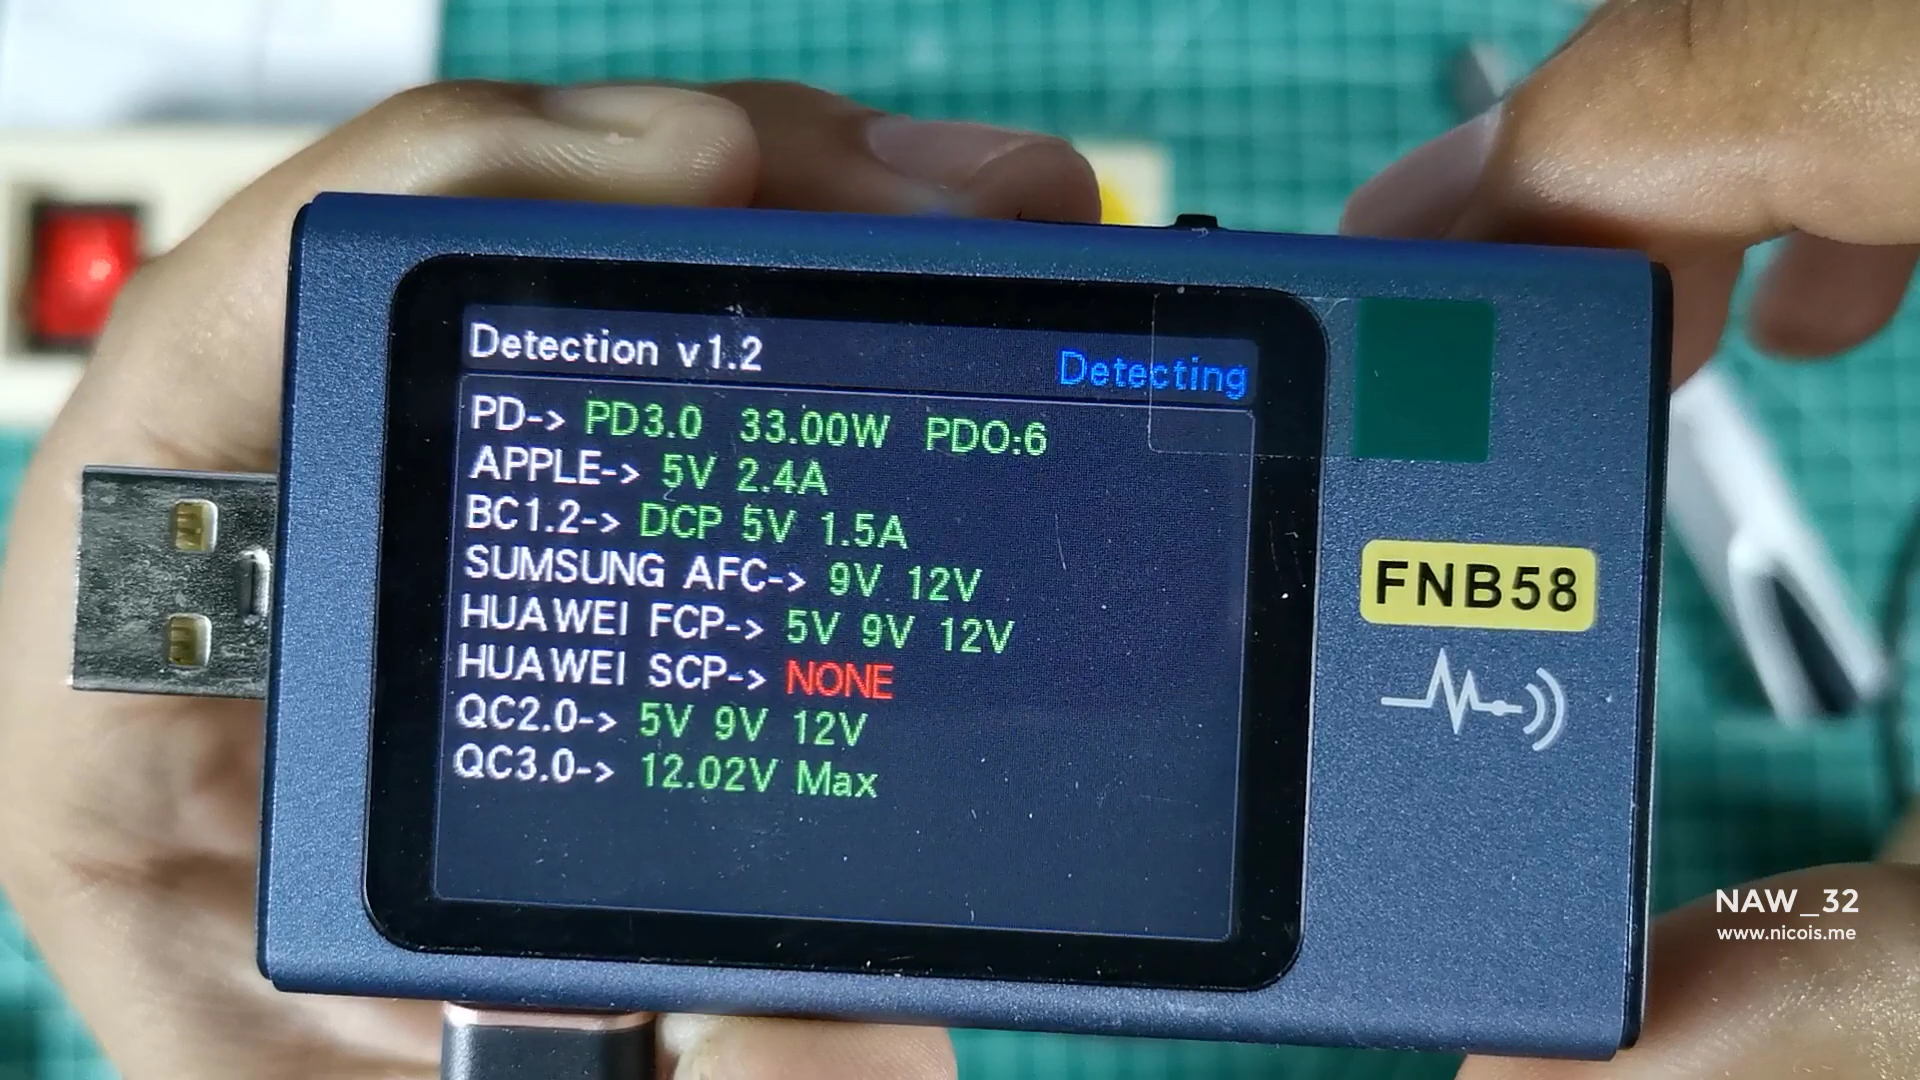 Detection v1.2
Detecting
PD-> PD3.0 33.00W PDO:6
APPLE-> 5V 2.4A
BC1.2-> DCP 5V 1.5A
SUMSUNG AFC-> 9V 12V
HUAWEI FCP-> 5V 9V 12V
HUAWEI SCP-> NONE
QC2.0-> 5V 9V 12V
QC3.0-> 12.02V Max
FNB58
NAW_32
www.nicois.me